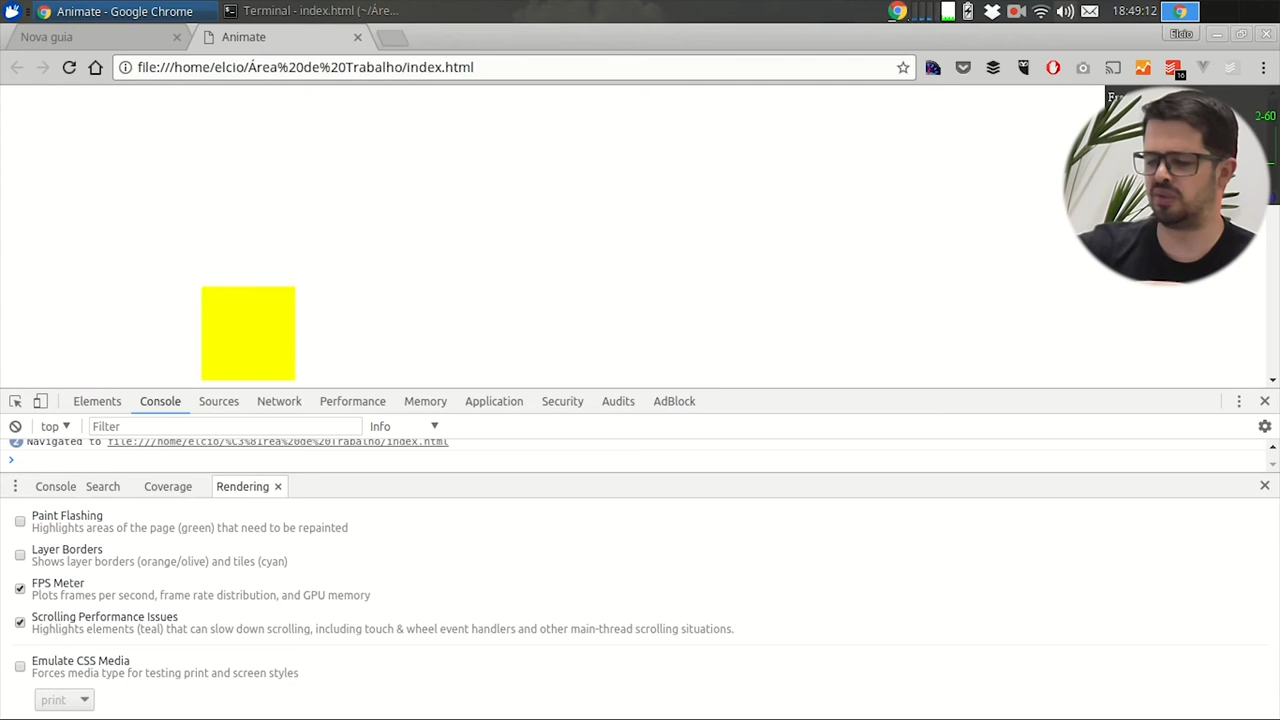 Animate - Google Chrome
Terminal - index.html (~/Áre...
18:49:12
Nova guia
Animate
Elcio
file:///home/elcio/Área%20de%20Trabalho/index.html
16
2-60
Elements
Console
Sources
Network
Performance
Memory
Application
Security
Audits
AdBlock
top
Filter
Info
2 Navigated to file:///home/elcio/%C3%81rea%20de%20Trabalho/index.html
>
Console
Search
Coverage
Rendering
Paint Flashing
Highlights areas of the page (green) that need to be repainted
Layer Borders
Shows layer borders (orange/olive) and tiles (cyan)
FPS Meter
Plots frames per second, frame rate distribution, and GPU memory
Scrolling Performance Issues
Highlights elements (teal) that can slow down scrolling, including touch & wheel event handlers and other main-thread scrolling situations.
Emulate CSS Media
Forces media type for testing print and screen styles
print